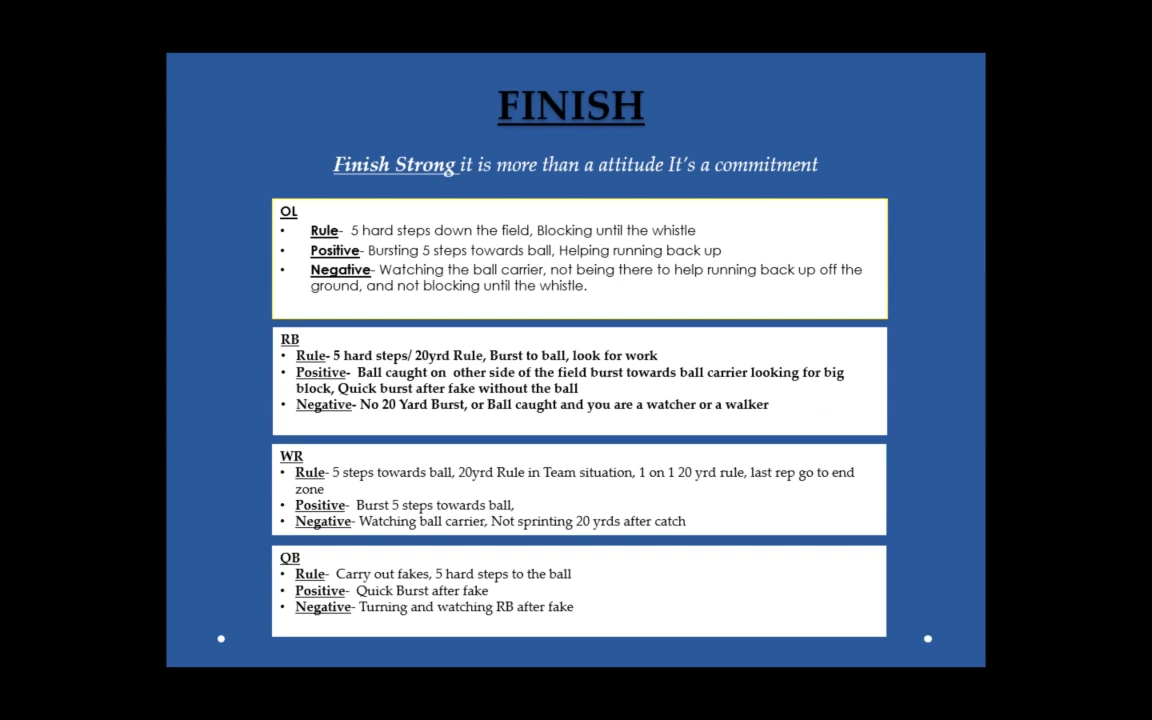 FINISH
Finish Strong it is more than a attitude It's a commitment
OL
• Rule- 5 hard steps down the field, Blocking until the whistle
• Positive- Bursting 5 steps towards ball, Helping running back up
• Negative- Watching the ball carrier, not being there to help running back up off the
ground, and not blocking until the whistle.
RB
• Rule- 5 hard steps/ 20yrd Rule, Burst to ball, look for work
• Positive- Ball caught on other side of the field burst towards ball carrier looking for big
block, Quick burst after fake without the ball
• Negative- No 20 Yard Burst, or Ball caught and you are a watcher or a walker
WR
• Rule- 5 steps towards ball, 20yrd Rule in Team situation, 1 on 1 20 yrd rule, last rep go to end
zone
• Positive- Burst 5 steps towards ball,
• Negative- Watching ball carrier, Not sprinting 20 yrds after catch
QB
• Rule- Carry out fakes, 5 hard steps to the ball
• Positive- Quick Burst after fake
• Negative- Turning and watching RB after fake